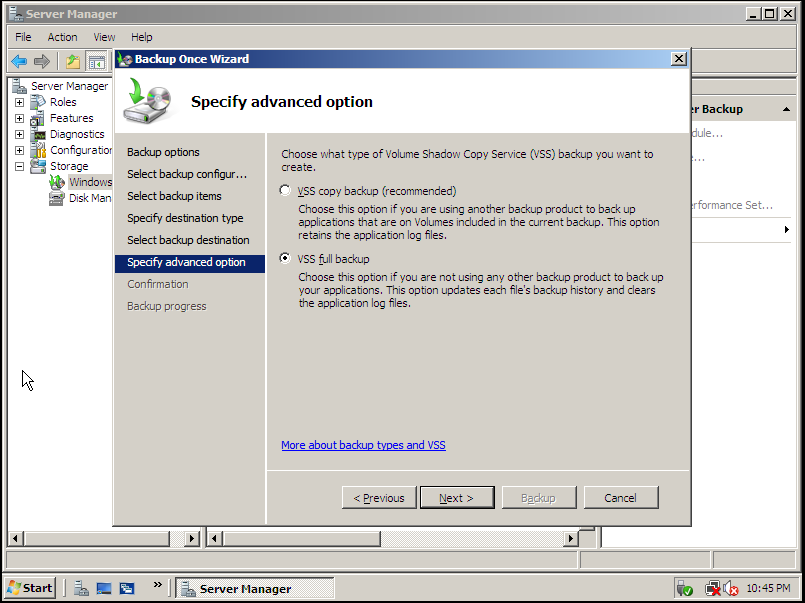 Server Manager
File Action View Help
Backup Once Wizard
Specify advanced option
Server Manager
Roles
Features
Diagnostics
Configuration
Storage
Windows
Disk Man
Backup options
Select backup configur...
Select backup items
Specify destination type
Select backup destination
Specify advanced option
Confirmation
Backup progress
Choose what type of Volume Shadow Copy Service (VSS) backup you want to
create.
VSS copy backup (recommended)
Choose this option if you are using another backup product to back up
applications that are on Volumes included in the current backup. This option
retains the application log files.
VSS full backup
Choose this option if you are not using any other backup product to back up
your applications. This option updates each file's backup history and clears
the application log files.
More about backup types and VSS
< Previous Next > Backup Cancel
er Backup
dule...
...
erformance Set...
Start » Server Manager 10:45 PM